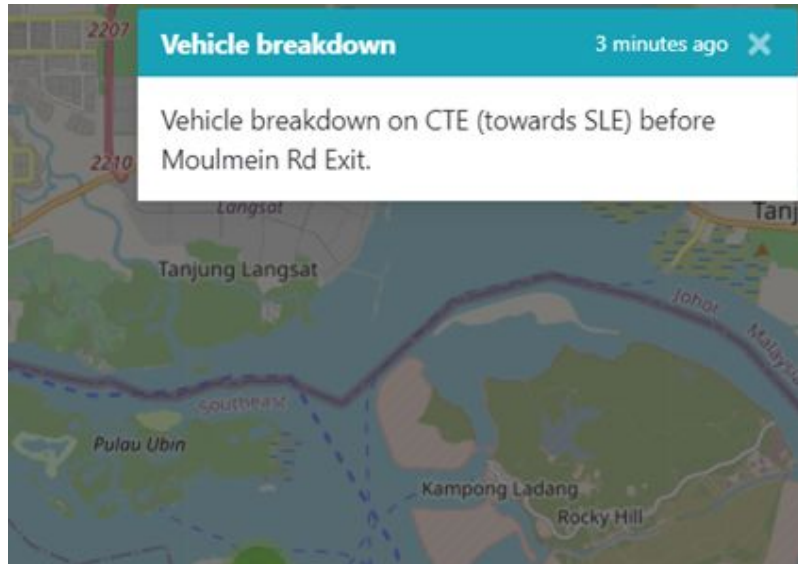 2207
Vehicle breakdown
3 minutes ago
Vehicle breakdown on CTE (towards SLE) before
Moulmein Rd Exit.
2210
Langsat
Tanj
Tanjung Langsat
Johor
Malaysia
Southeast
Pulau Ubin
Kampong Ladang
Rocky Hill